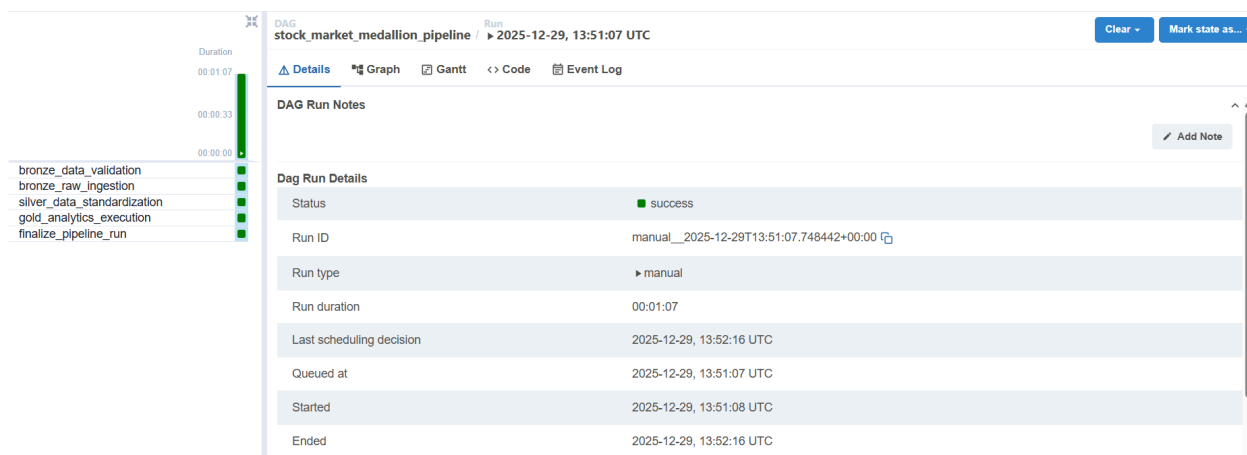 DAG
stock_market_medallion_pipeline / Run
▶ 2025-12-29, 13:51:07 UTC
Clear
Mark state as...
Duration
00:01:07
00:00:33
00:00:00
bronze_data_validation
bronze_raw_ingestion
silver_data_standardization
gold_analytics_execution
finalize_pipeline_run
Details
Graph
Gantt
<> Code
Event Log
DAG Run Notes
Add Note
Dag Run Details
Status success
Run ID manual__2025-12-29T13:51:07.748442+00:00
Run type manual
Run duration 00:01:07
Last scheduling decision 2025-12-29, 13:52:16 UTC
Queued at 2025-12-29, 13:51:07 UTC
Started 2025-12-29, 13:51:08 UTC
Ended 2025-12-29, 13:52:16 UTC